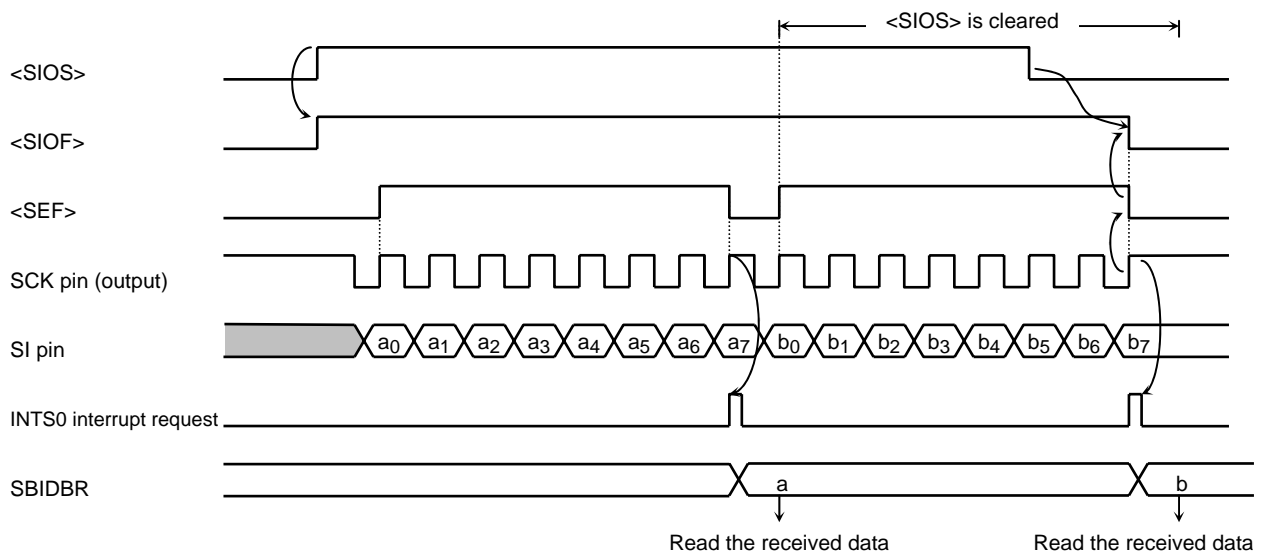 <SIOS> is cleared
<SIOS>
<SIOF>
<SEF>
SCK pin (output)
SI pin
a0 a1 a2 a3 a4 a5 a6 a7 b0 b1 b2 b3 b4 b5 b6 b7
INTS0 interrupt request
SBIDBR
a b
Read the received data Read the received data